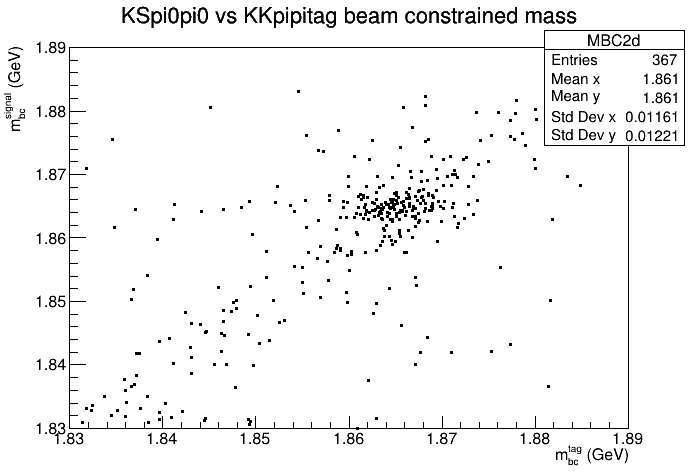 KSpi0pi0 vs KKpipitag beam constrained mass
MBC2d
Entries 367
Mean x 1.861
Mean y 1.861
Std Dev x 0.01161
Std Dev y 0.01221
m_bc^signal (GeV)
1.89
1.88
1.87
1.86
1.85
1.84
1.83
1.83 1.84 1.85 1.86 1.87 1.88 1.89
m_bc^tag (GeV)